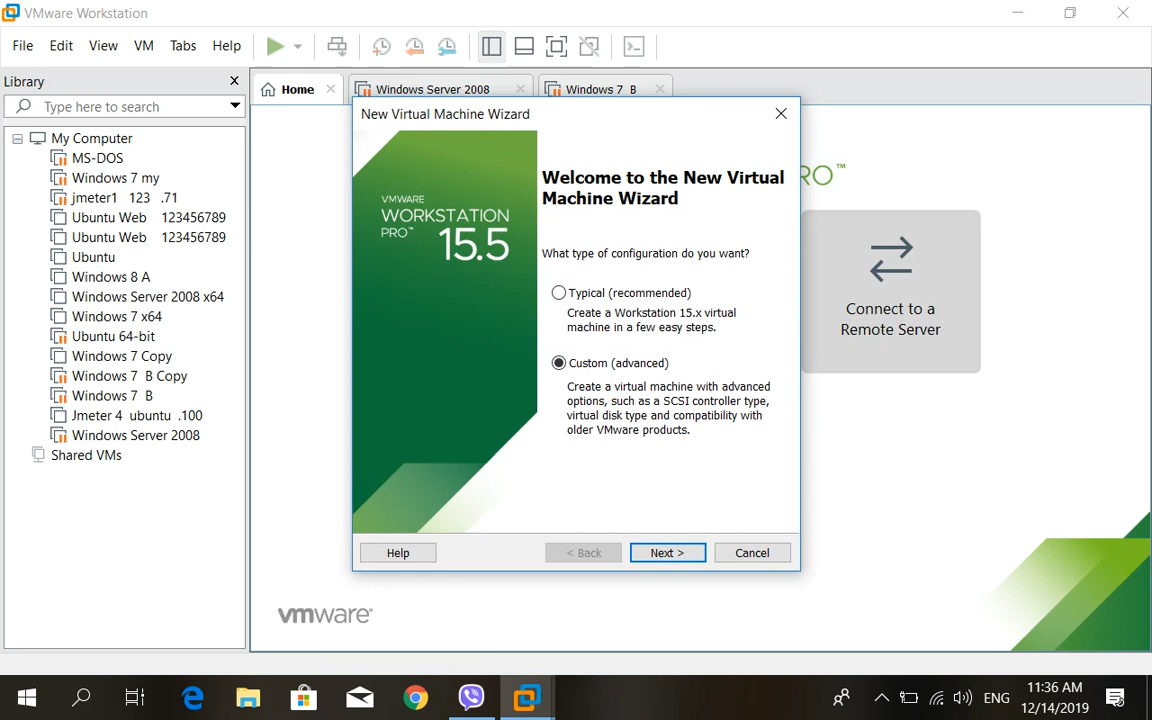 VMware Workstation
File Edit View VM Tabs Help
Library
Type here to search
My Computer
MS-DOS
Windows 7 my
jmeter1 123 .71
Ubuntu Web 123456789
Ubuntu Web 123456789
Ubuntu
Windows 8 A
Windows Server 2008 x64
Windows 7 x64
Ubuntu 64-bit
Windows 7 Copy
Windows 7 B Copy
Windows 7 B
Jmeter 4 ubuntu .100
Windows Server 2008
Shared VMs
Home Windows Server 2008 Windows 7 B
New Virtual Machine Wizard
VMWARE
WORKSTATION
PRO™ 15.5
Welcome to the New Virtual
Machine Wizard
What type of configuration do you want?
Typical (recommended)
Create a Workstation 15.x virtual
machine in a few easy steps.
Custom (advanced)
Create a virtual machine with advanced
options, such as a SCSI controller type,
virtual disk type and compatibility with
older VMware products.
Help < Back Next > Cancel
RO™
Connect to a
Remote Server
vmware®
ENG
11:36 AM
12/14/2019